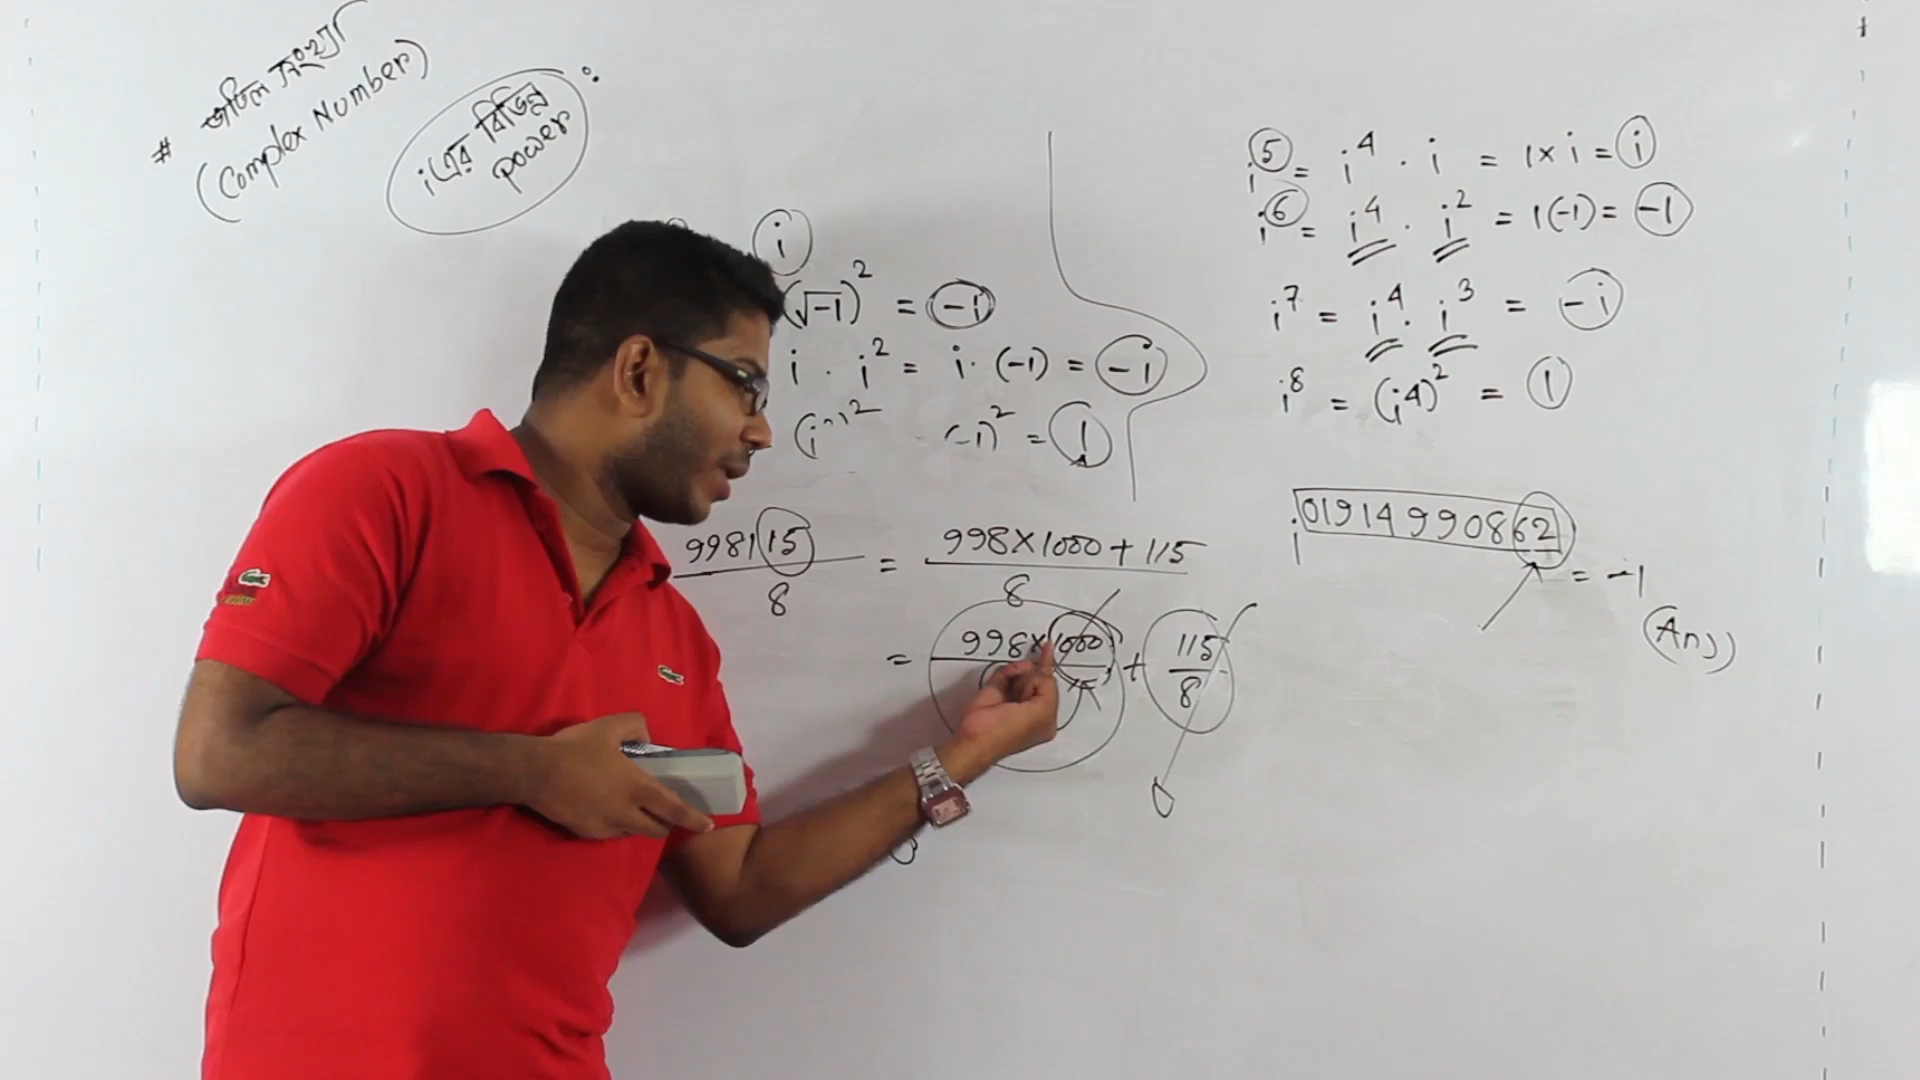 # জটিল সংখ্যা
(Complex Number)
i এর বিভিন্ন
power :
i
(√-1)² = -1
i · i² = i · (-1) = -i
(-1)² = 1
i⁵ = i⁴ · i = 1 × i = i
i⁶ = i⁴ · i² = 1(-1) = -1
i⁷ = i⁴ · i³ = -i
i⁸ = (i⁴)² = 1
998115/8 = 998×1000 + 115/8
= 998×1000 + 115/8
0
i 01914990862
= -1
(Ans)